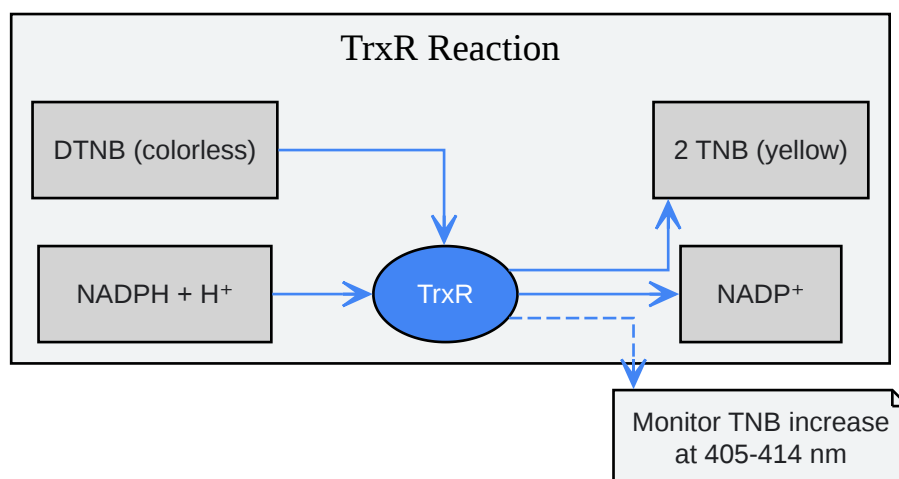 TrxR Reaction
DTNB (colorless)
2 TNB (yellow)
NADPH + H⁺
TrxR
NADP⁺
Monitor TNB increase
at 405-414 nm